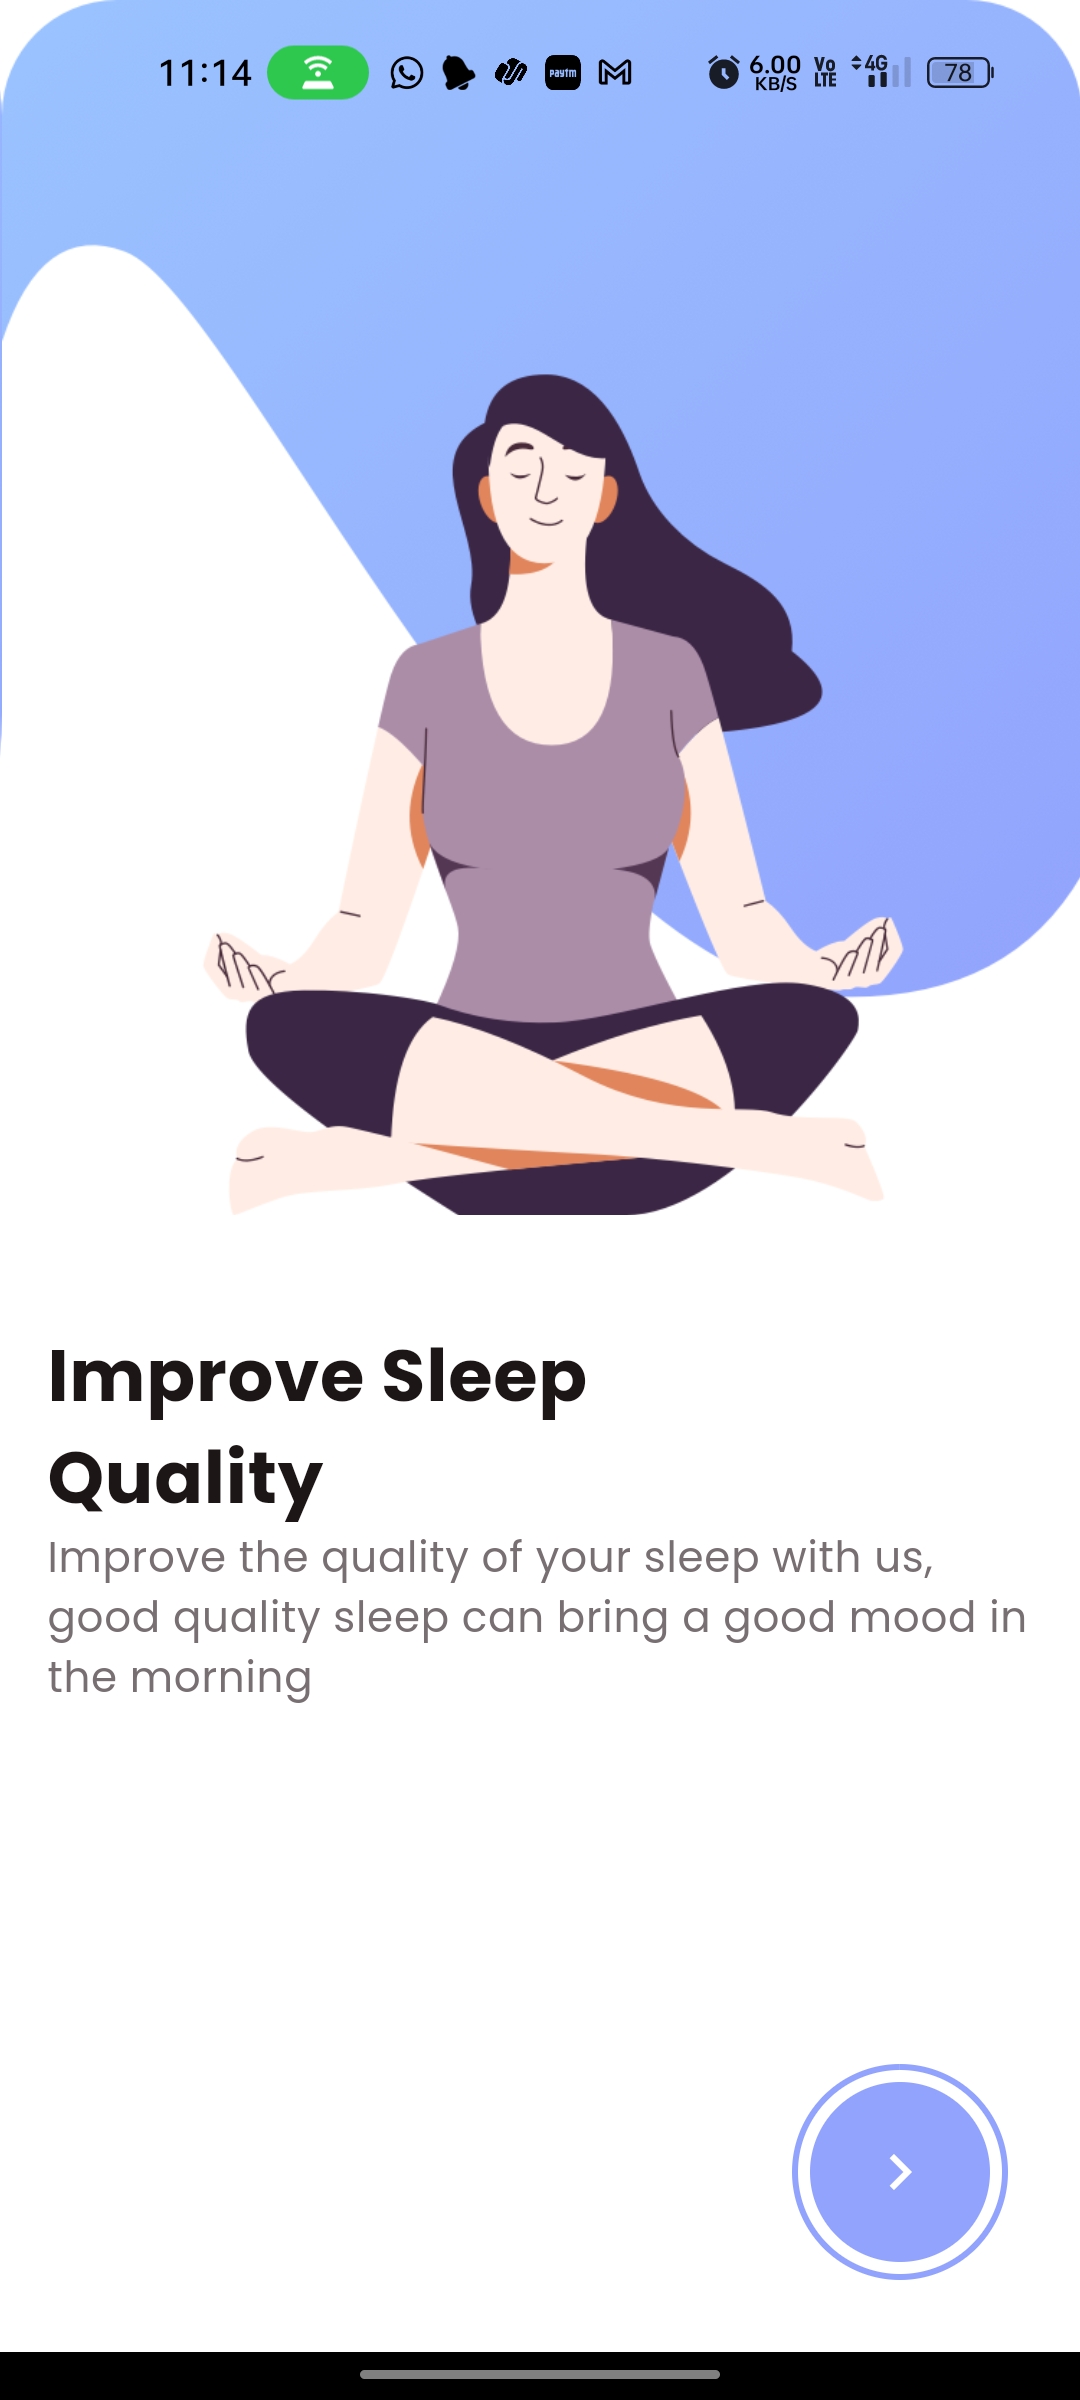 11:14
paytm
6.00
KB/S
Vo
LTE
4G
78
Improve Sleep
Quality
Improve the quality of your sleep with us,
good quality sleep can bring a good mood in
the morning